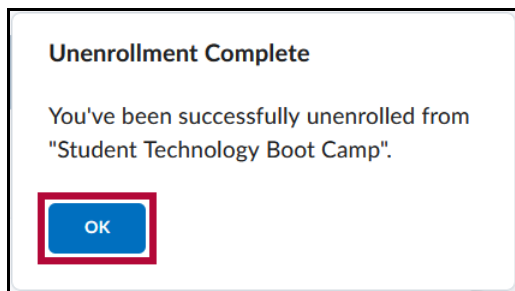 Unenrollment Complete
You've been successfully unenrolled from
"Student Technology Boot Camp".
OK